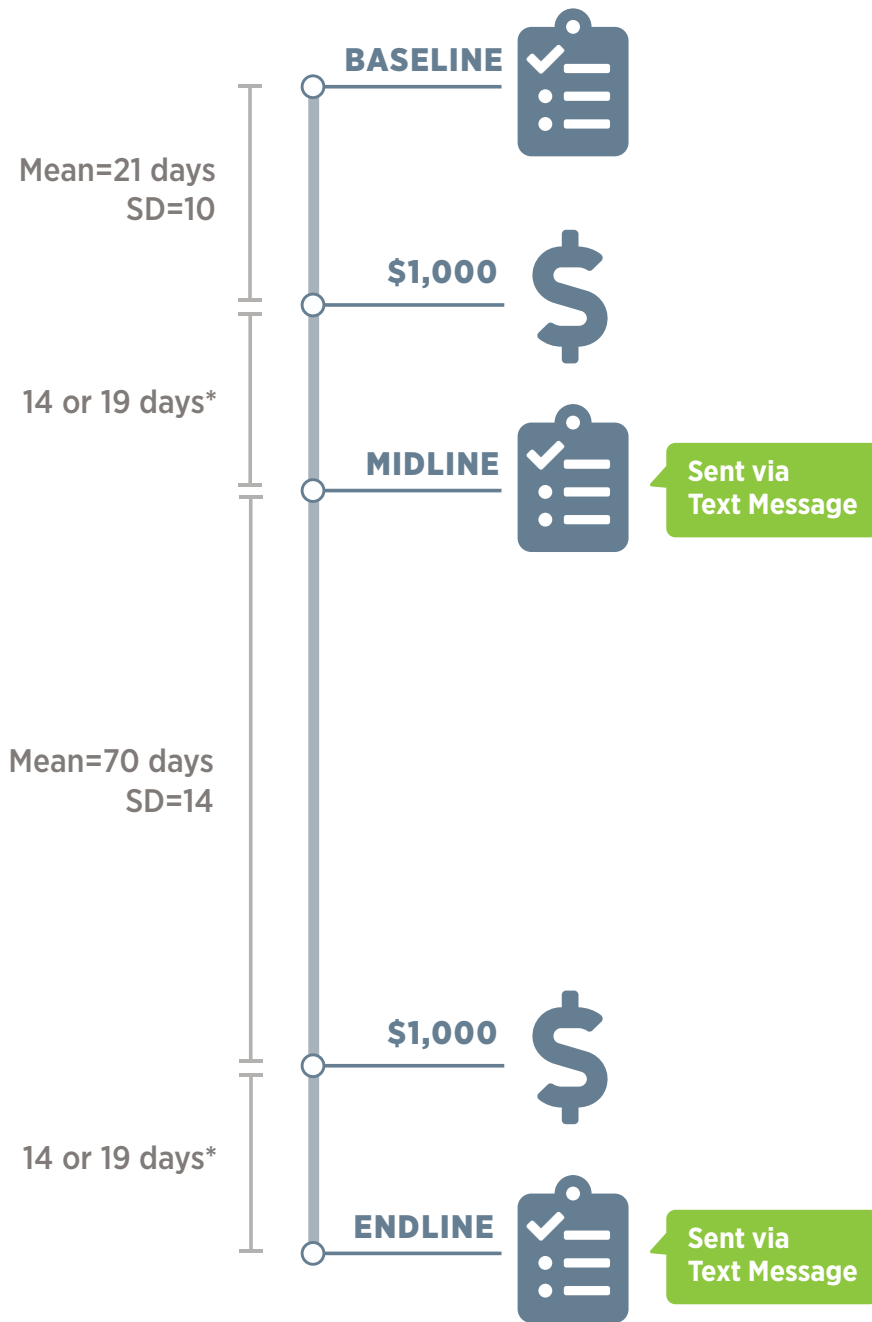 BASELINE
Mean=21 days
SD=10
$1,000
14 or 19 days*
MIDLINE
Sent via
Text Message
Mean=70 days
SD=14
$1,000
14 or 19 days*
ENDLINE
Sent via
Text Message